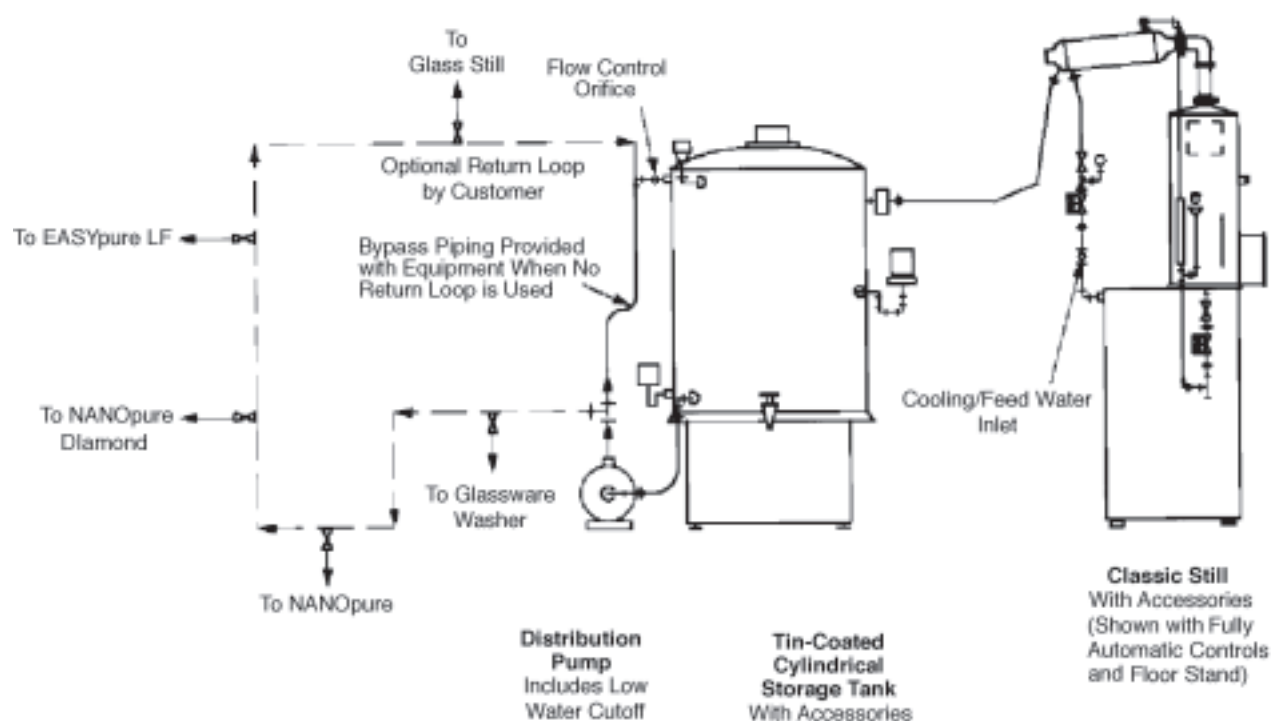 To
Glass Still
Flow Control
Orifice
Optional Return Loop
by Customer
To EASYpure LF
Bypass Piping Provided
with Equipment When No
Return Loop is Used
To NANOpure
DIamond
To Glassware
Washer
To NANOpure
Cooling/Feed Water
Inlet
Distribution
Pump
Includes Low
Water Cutoff
Tin-Coated
Cylindrical
Storage Tank
With Accessories
Classic Still
With Accessories
(Shown with Fully
Automatic Controls
and Floor Stand)